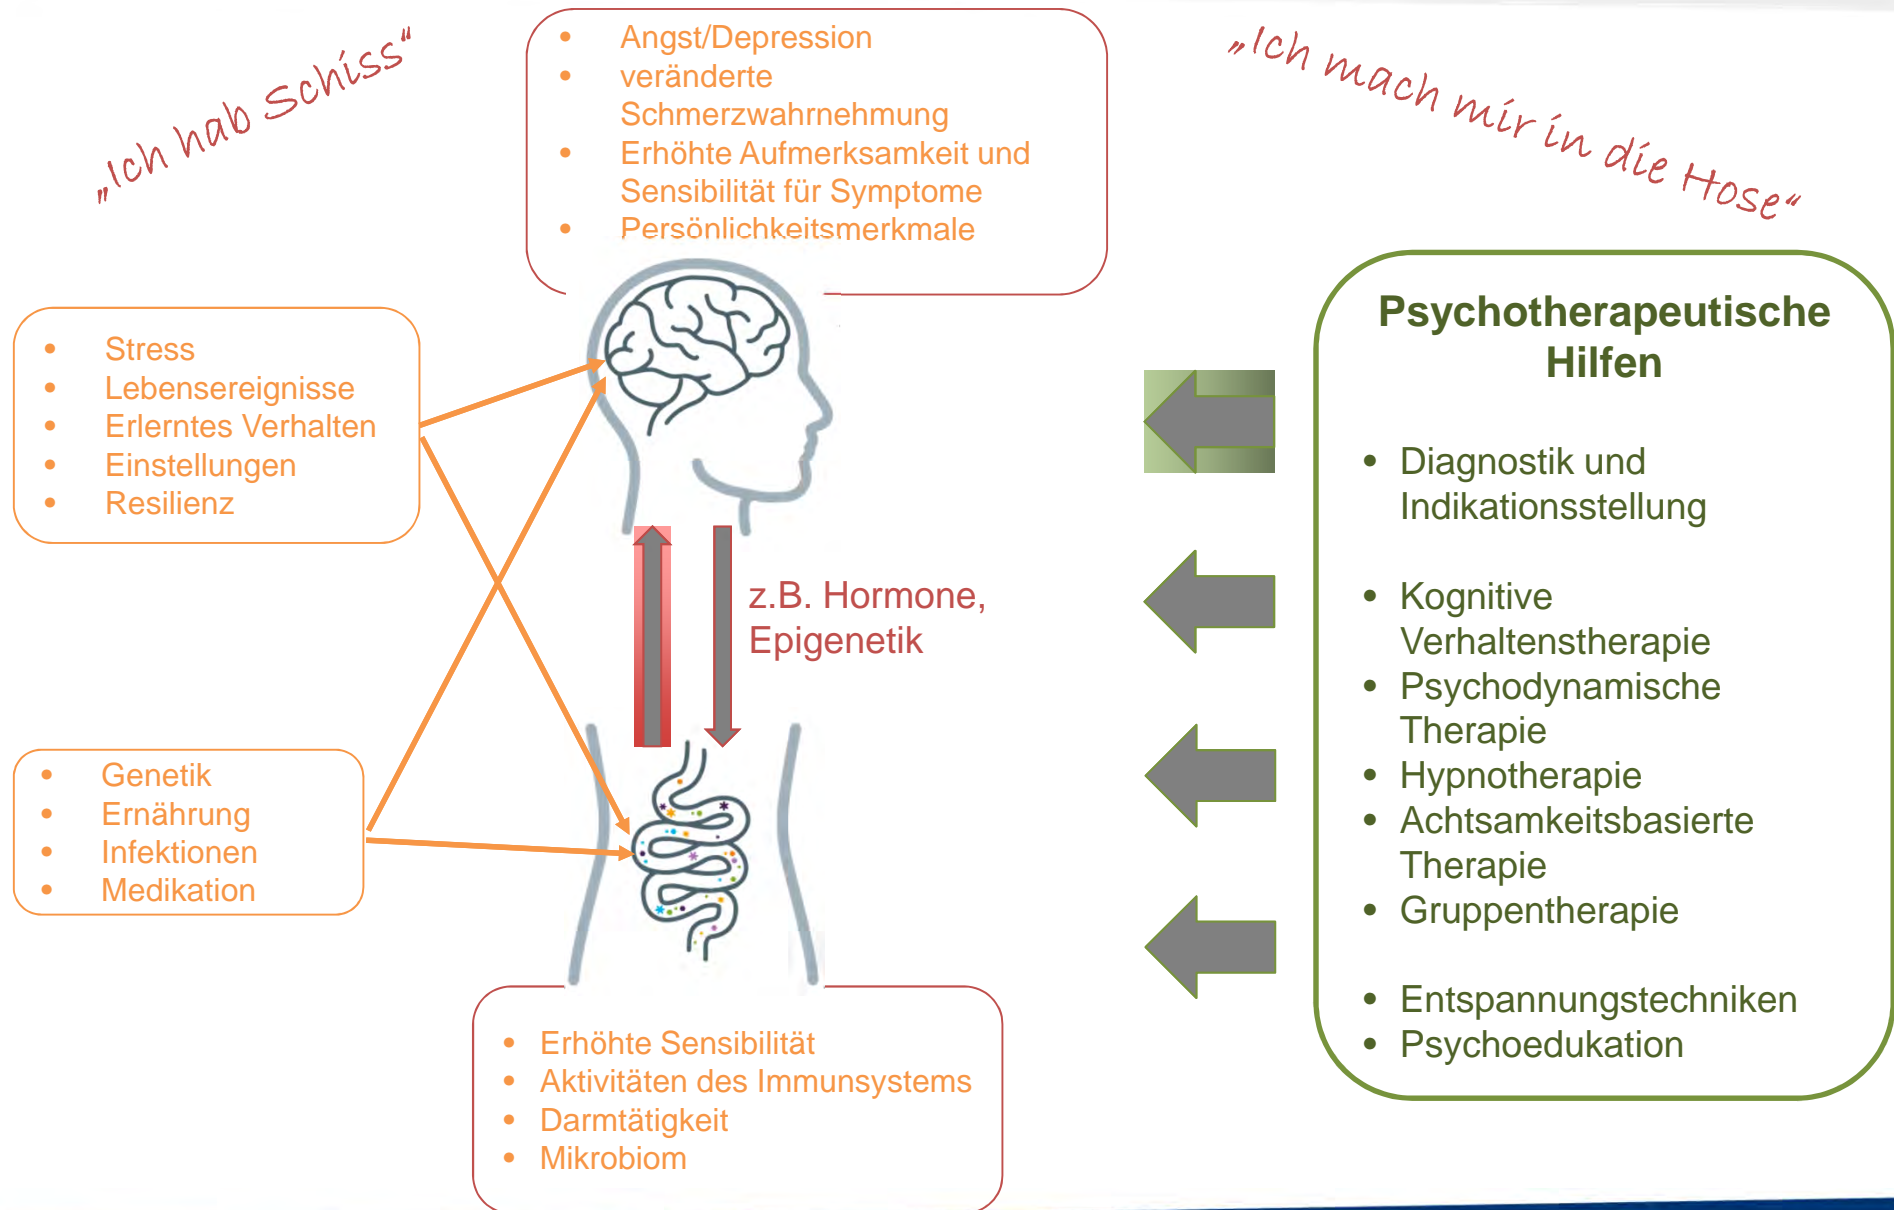 „Ich hab Schiss“
• Angst/Depression
• veränderte
Schmerzwahrnehmung
• Erhöhte Aufmerksamkeit und
Sensibilität für Symptome
• Persönlichkeitsmerkmale
„Ich mach mir in die Hose“
• Stress
• Lebensereignisse
• Erlerntes Verhalten
• Einstellungen
• Resilienz
z.B. Hormone,
Epigenetik
• Genetik
• Ernährung
• Infektionen
• Medikation
• Erhöhte Sensibilität
• Aktivitäten des Immunsystems
• Darmtätigkeit
• Mikrobiom
Psychotherapeutische
Hilfen
• Diagnostik und
Indikationsstellung
• Kognitive
Verhaltenstherapie
• Psychodynamische
Therapie
• Hypnotherapie
• Achtsamkeitsbasierte
Therapie
• Gruppentherapie
• Entspannungstechniken
• Psychoedukation